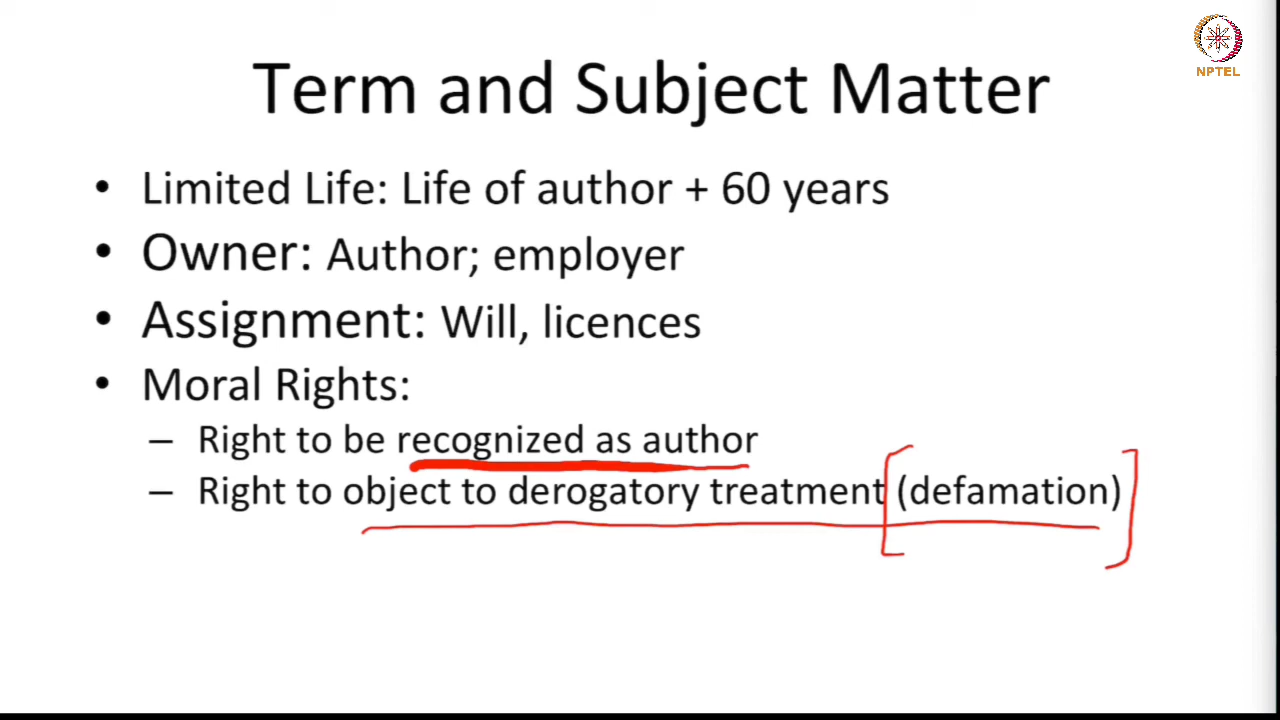 NPTEL
Term and Subject Matter
• Limited Life: Life of author + 60 years
• Owner: Author; employer
• Assignment: Will, licences
• Moral Rights:
– Right to be recognized as author
– Right to object to derogatory treatment (defamation)